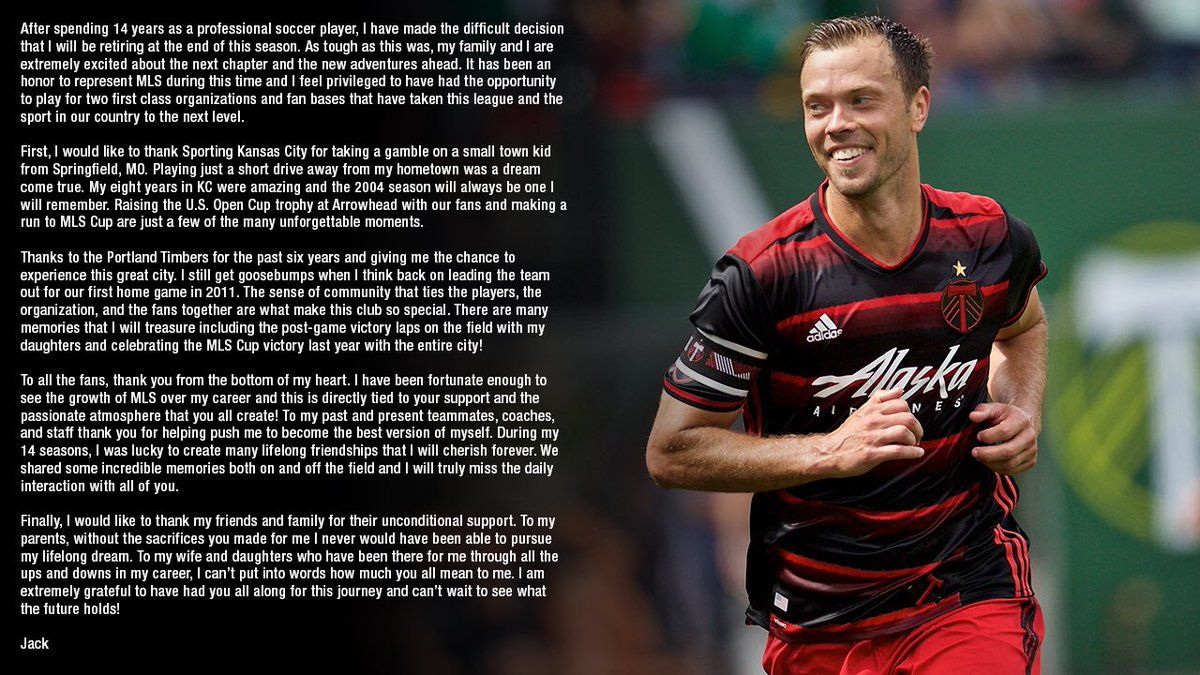 After spending 14 years as a professional soccer player, I have made the difficult decision
that I will be retiring at the end of this season. As tough as this was, my family and I are
extremely excited about the next chapter and the new adventures ahead. It has been an
honor to represent MLS during this time and I feel privileged to have had the opportunity
to play for two first class organizations and fan bases that have taken this league and the
sport in our country to the next level.
First, I would like to thank Sporting Kansas City for taking a gamble on a small town kid
from Springfield, MO. Playing just a short drive away from my hometown was a dream
come true. My eight years in KC were amazing and the 2004 season will always be one I
will remember. Raising the U.S. Open Cup trophy at Arrowhead with our fans and making a
run to MLS Cup are just a few of the many unforgettable moments.
Thanks to the Portland Timbers for the past six years and giving me the chance to
experience this great city. I still get goosebumps when I think back on leading the team
out for our first home game in 2011. The sense of community that ties the players, the
organization, and the fans together are what make this club so special. There are many
memories that I will treasure including the post-game victory laps on the field with my
daughters and celebrating the MLS Cup victory last year with the entire city!
To all the fans, thank you from the bottom of my heart. I have been fortunate enough to
see the growth of MLS over my career and this is directly tied to your support and the
passionate atmosphere that you all create! To my past and present teammates, coaches,
and staff thank you for helping push me to become the best version of myself. During my
14 seasons, I was lucky to create many lifelong friendships that I will cherish forever. We
shared some incredible memories both on and off the field and I will truly miss the daily
interaction with all of you.
Finally, I would like to thank my friends and family for their unconditional support. To my
parents, without the sacrifices you made for me I never would have been able to pursue
my lifelong dream. To my wife and daughters who have been there for me through all the
ups and downs in my career, I can't put into words how much you all mean to me. I am
extremely grateful to have had you all along for this journey and can't wait to see what
the future holds!
Jack
adidas
Alaska
AIRLINES